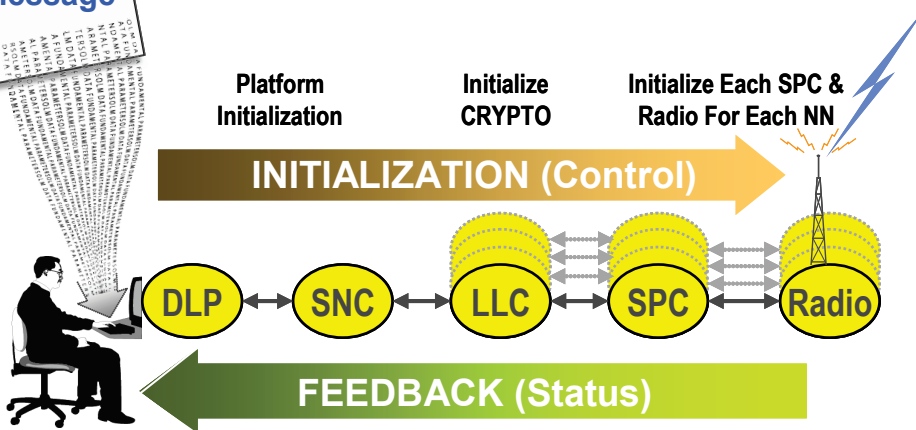 Message
Platform
Initialization
Initialize
CRYPTO
Initialize Each SPC &
Radio For Each NN
INITIALIZATION (Control)
DLP
SNC
LLC
SPC
Radio
FEEDBACK (Status)